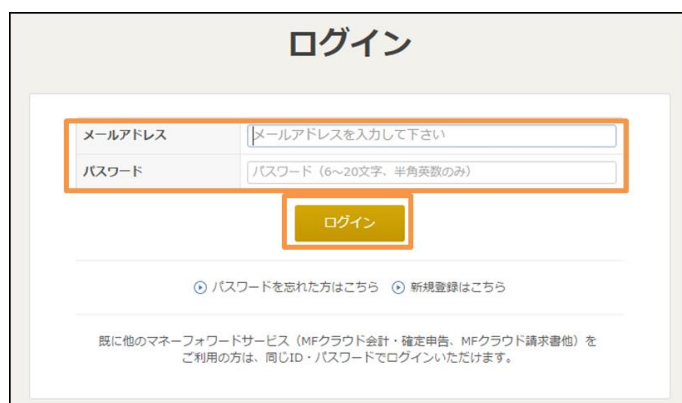 ログイン
メールアドレス メールアドレスを入力して下さい
パスワード パスワード（6～20文字、半角英数のみ）
ログイン
パスワードを忘れた方はこちら 新規登録はこちら
既に他のマネーフォワードサービス（MFクラウド会計・確定申告、MFクラウド請求書他）を
ご利用の方は、同じID・パスワードでログインいただけます。